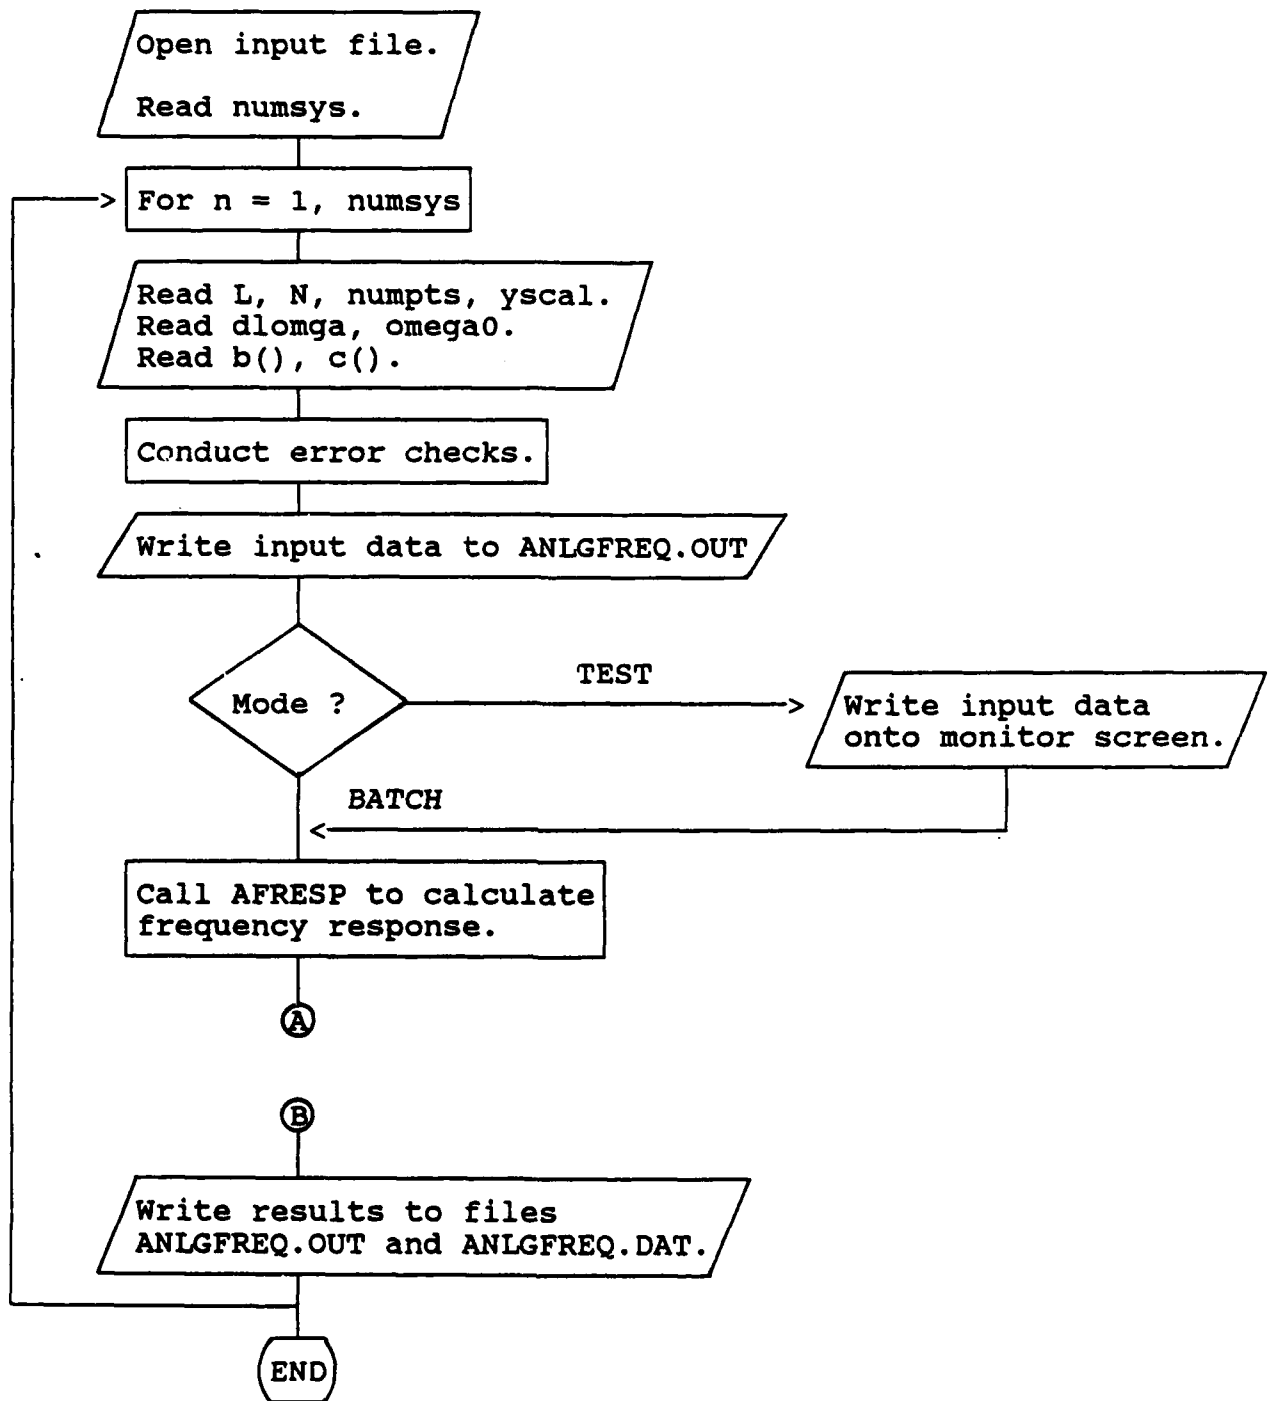 Open input file.
Read numsys.
> For n = 1, numsys
Read L, N, numpts, yscal.
Read dlomga, omega0.
Read b(), c().
Conduct error checks.
Write input data to ANLGFREQ.OUT
Mode ?
TEST
>
Write input data
onto monitor screen.
BATCH
<
Call AFRESP to calculate
frequency response.
A
B
Write results to files
ANLGFREQ.OUT and ANLGFREQ.DAT.
END